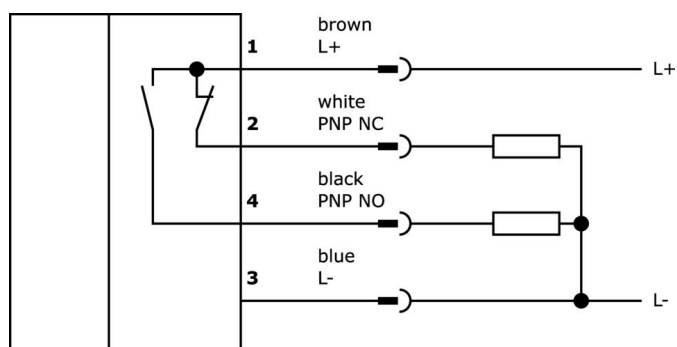 brown
1 L+ L+
white
2 PNP NC
black
4 PNP NO
blue
3 L- L-